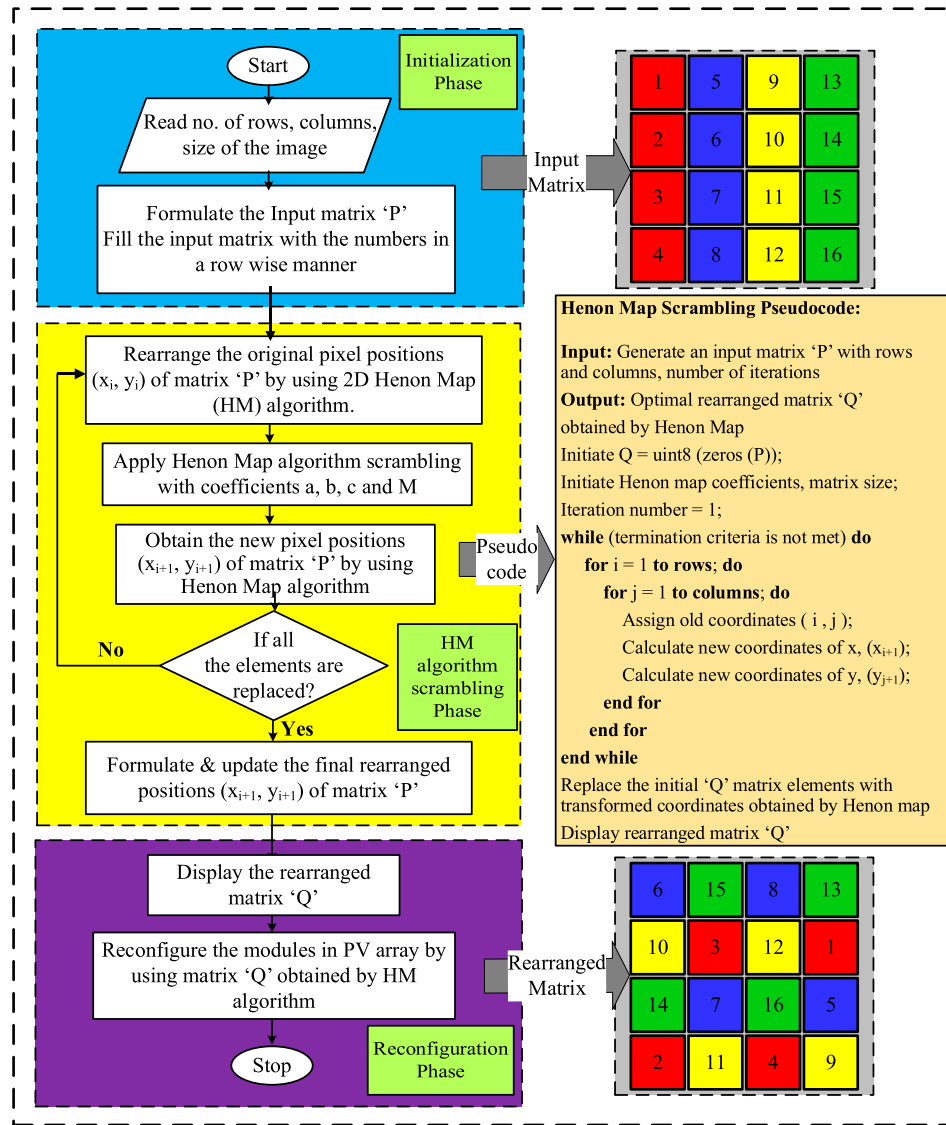 Start
Initialization
Phase
Read no. of rows, columns,
size of the image
Formulate the Input matrix ‘P’
Fill the input matrix with the numbers in
a row wise manner
Input
Matrix
1 5 9 13
2 6 10 14
3 7 11 15
4 8 12 16
Rearrange the original pixel positions
(xi, yi) of matrix ‘P’ by using 2D Henon Map
(HM) algorithm.
Apply Henon Map algorithm scrambling
with coefficients a, b, c and M
Obtain the new pixel positions
(xi+1, yi+1) of matrix ‘P’ by using
Henon Map algorithm
If all
the elements are
replaced?
No
Yes
HM
algorithm
scrambling
Phase
Formulate & update the final rearranged
positions (xi+1, yi+1) of matrix ‘P’
Pseudo
code
Henon Map Scrambling Pseudocode:
Input: Generate an input matrix ‘P’ with rows
and columns, number of iterations
Output: Optimal rearranged matrix ‘Q’
obtained by Henon Map
Initiate Q = uint8 (zeros (P));
Initiate Henon map coefficients, matrix size;
Iteration number = 1;
while (termination criteria is not met) do
for i = 1 to rows; do
for j = 1 to columns; do
Assign old coordinates ( i , j );
Calculate new coordinates of x, (xi+1);
Calculate new coordinates of y, (yj+1);
end for
end for
end while
Replace the initial ‘Q’ matrix elements with
transformed coordinates obtained by Henon map
Display rearranged matrix ‘Q’
Display the rearranged
matrix ‘Q’
Reconfigure the modules in PV array by
using matrix ‘Q’ obtained by HM
algorithm
Stop
Reconfiguration
Phase
Rearranged
Matrix
6 15 8 13
10 3 12 1
14 7 16 5
2 11 4 9